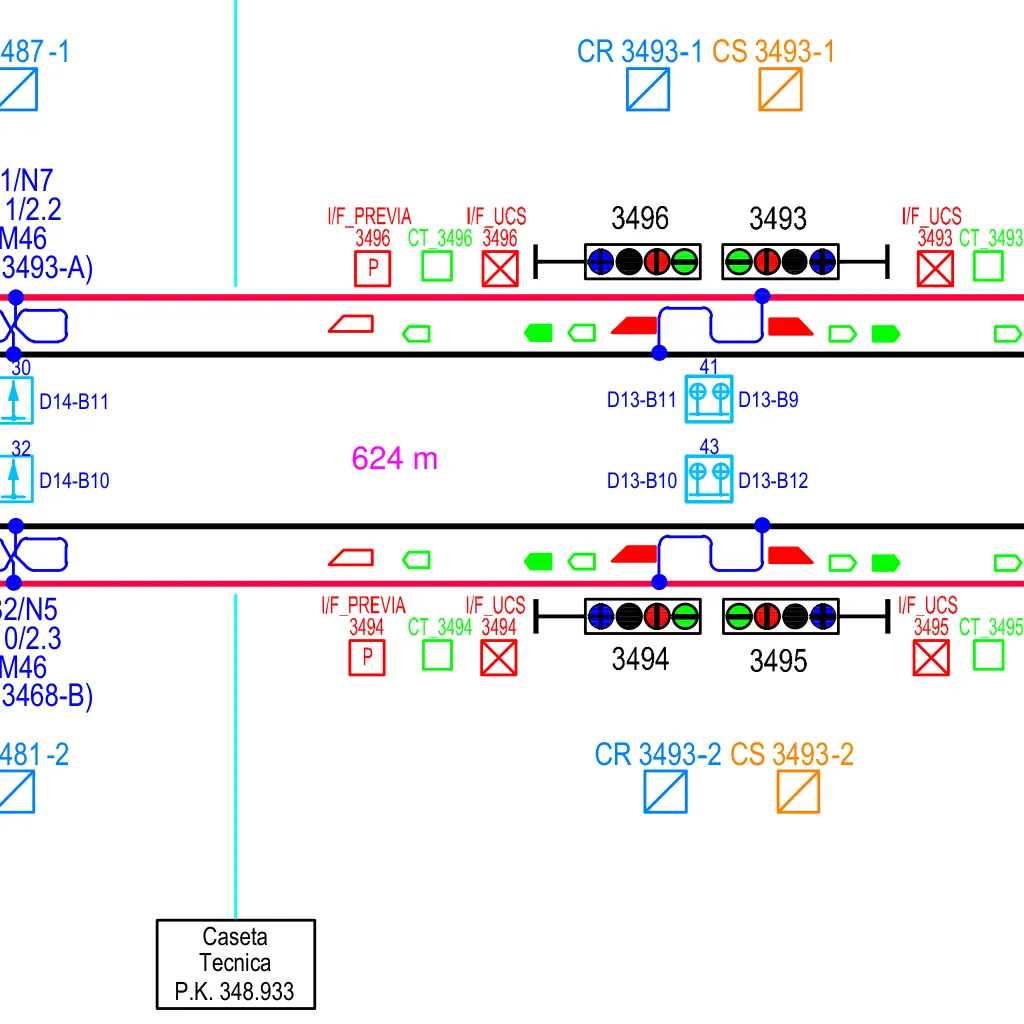 487-1
CR 3493-1
CS 3493-1
1/N7
1/2.2
M46
3493-A)
I/F_PREVIA
3496
P
CT_3496
I/F_UCS
3496
3496
3493
I/F_UCS
3493
CT_3493
30
D14-B11
41
D13-B11
D13-B9
32
D14-B10
624 m
43
D13-B10
D13-B12
2/N5
0/2.3
M46
3468-B)
I/F_PREVIA
3494
P
CT_3494
I/F_UCS
3494
3494
3495
I/F_UCS
3495
CT_3495
481-2
CR 3493-2
CS 3493-2
Caseta
Tecnica
P.K. 348.933